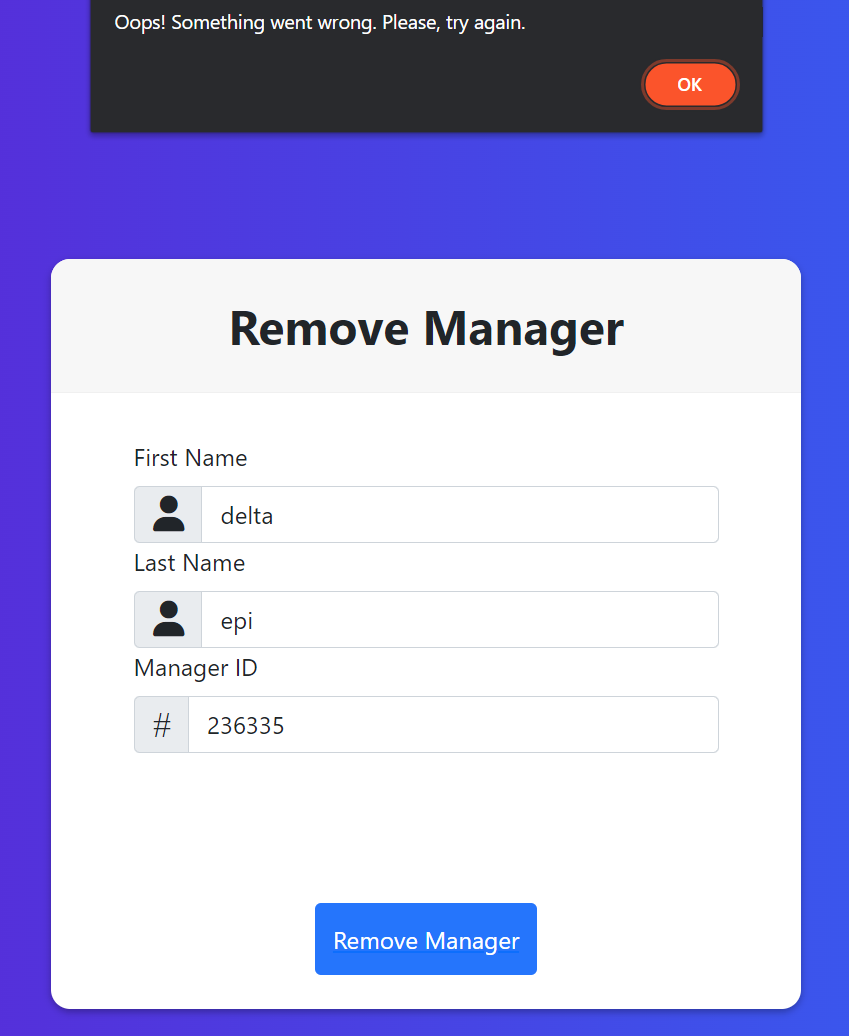 Oops! Something went wrong. Please, try again.
OK
Remove Manager
First Name
delta
Last Name
epi
Manager ID
# 236335
Remove Manager